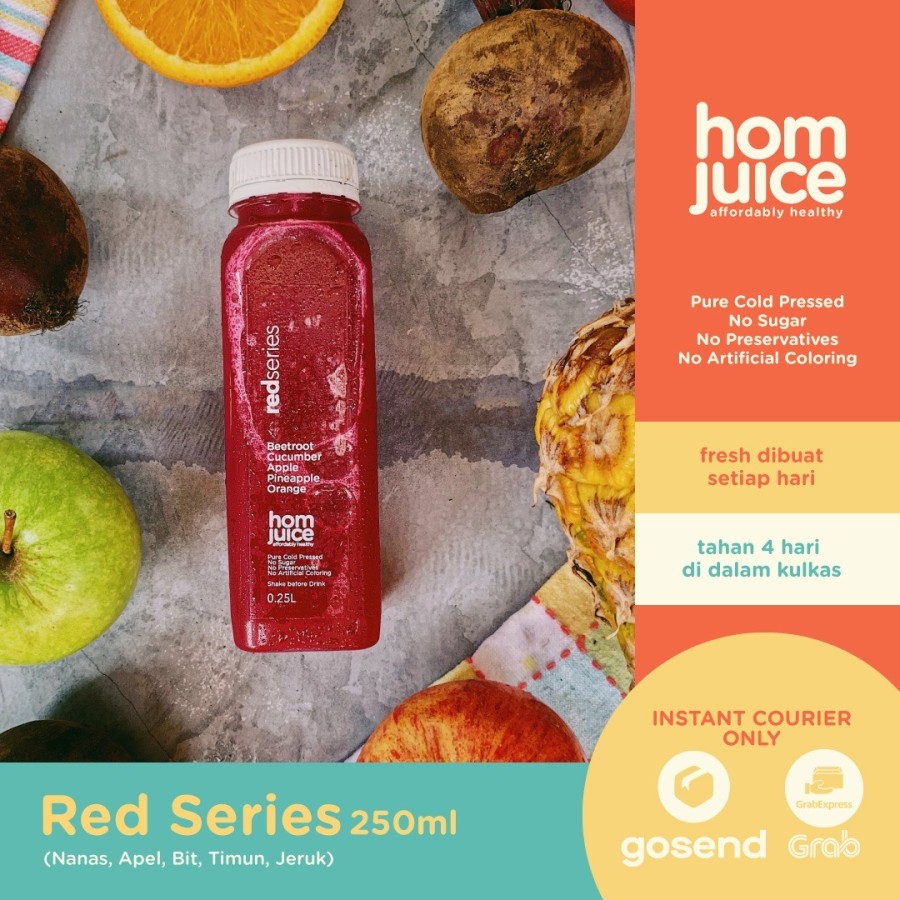 redseries
Beetroot
Cucumber
Apple
Pineapple
Orange
hom
juice
affordably healthy
Pure Cold Pressed
No Sugar
No Preservatives
No Artificial Coloring
Shake before Drink
0.25L
hom
juice
affordably healthy
Pure Cold Pressed
No Sugar
No Preservatives
No Artificial Coloring
fresh dibuat
setiap hari
tahan 4 hari
di dalam kulkas
INSTANT COURIER
ONLY
GrabExpress
gosend
Grab
Red Series 250ml
(Nanas, Apel, Bit, Timun, Jeruk)